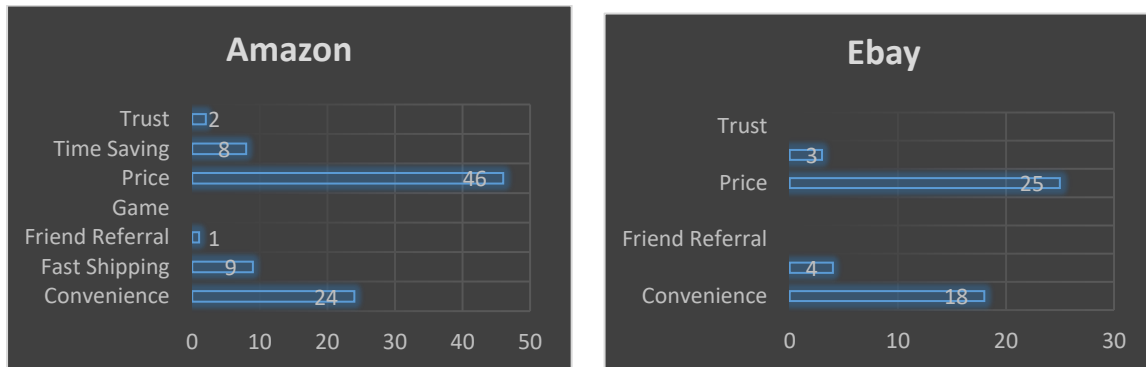 Amazon
Trust 2
Time Saving 8
Price 46
Game
Friend Referral 1
Fast Shipping 9
Convenience 24
0 10 20 30 40 50
Ebay
Trust
3
Price 25
Friend Referral
4
Convenience 18
0 10 20 30